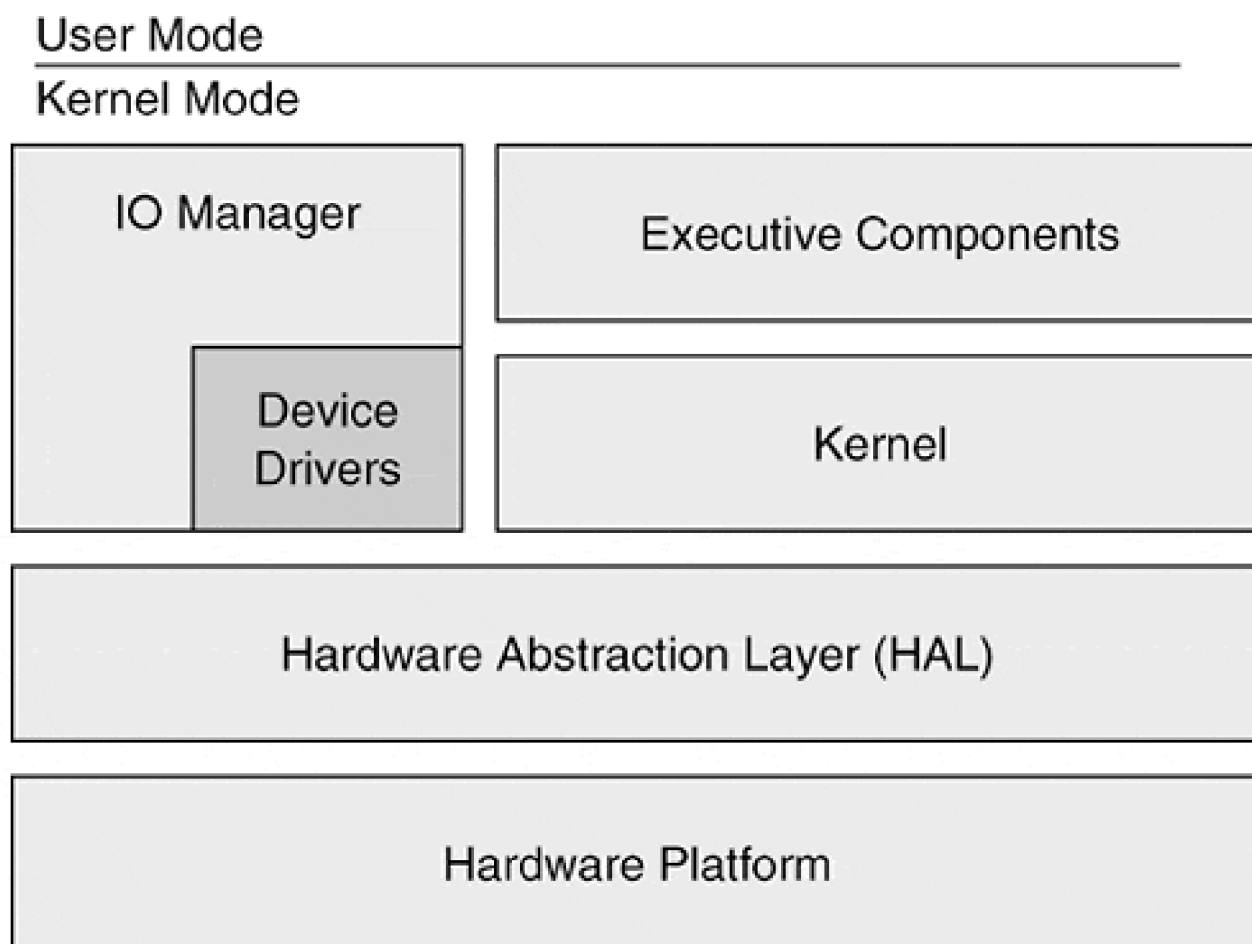 User Mode
Kernel Mode
IO Manager
Executive Components
Device
Drivers
Kernel
Hardware Abstraction Layer (HAL)
Hardware Platform